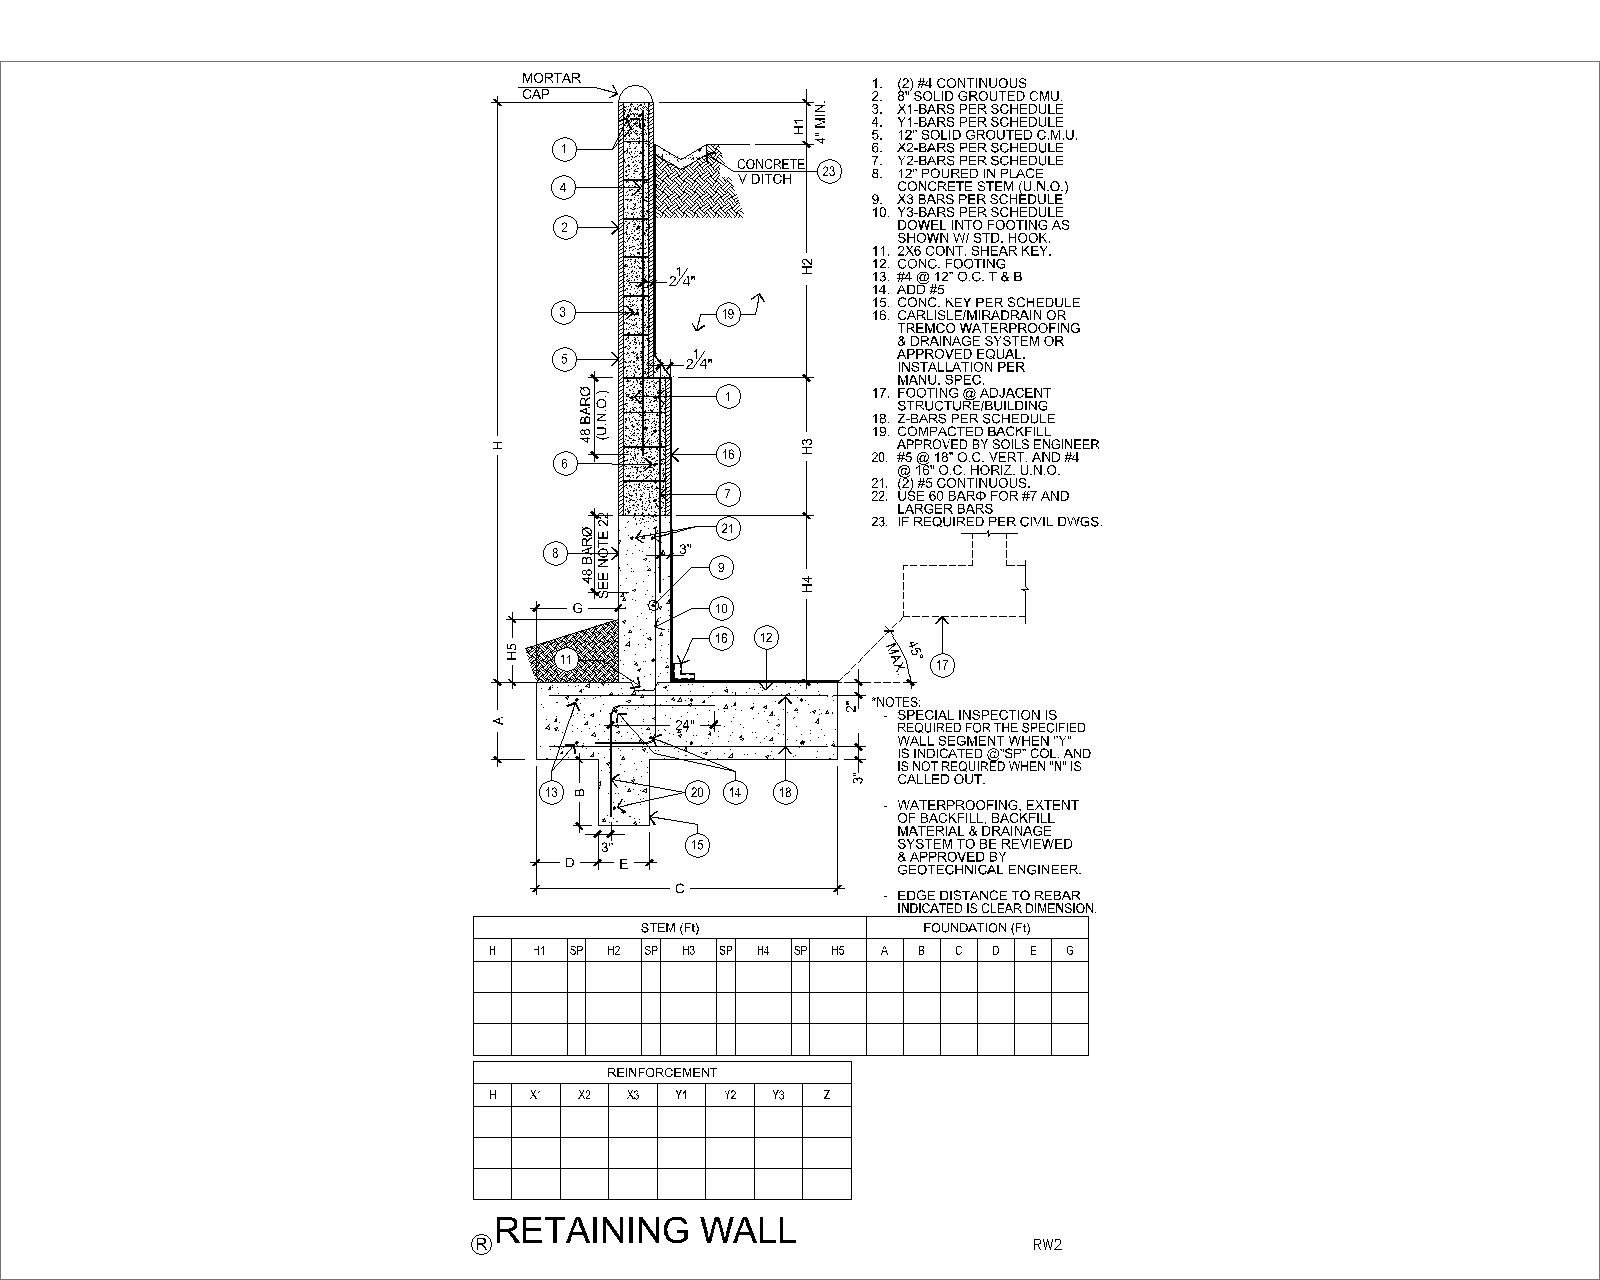 MORTAR
CAP
1. (2) #4 CONTINUOUS
2. 8" SOLID GROUTED CMU.
3. X1-BARS PER SCHEDULE
4. Y1-BARS PER SCHEDULE
5. 12" SOLID GROUTED C.M.U.
6. X2-BARS PER SCHEDULE
7. Y2-BARS PER SCHEDULE
8. 12" POURED IN PLACE
CONCRETE STEM (U.N.O.)
9. X3 BARS PER SCHEDULE
10. Y3-BARS PER SCHEDULE
DOWEL INTO FOOTING AS
SHOWN W/ STD. HOOK.
11. 2X6 CONT. SHEAR KEY.
12. CONC. FOOTING
13. #4 @ 12" O.C. T & B
14. ADD #5
15. CONC. KEY PER SCHEDULE
16. CARLISLE/MIRADRAIN OR
TREMCO WATERPROOFING
& DRAINAGE SYSTEM OR
APPROVED EQUAL.
INSTALLATION PER
MANU. SPEC.
17. FOOTING @ ADJACENT
STRUCTURE/BUILDING
18. Z-BARS PER SCHEDULE
19. COMPACTED BACKFILL
APPROVED BY SOILS ENGINEER
20. #5 @ 18" O.C. VERT. AND #4
@ 16" O.C. HORIZ. U.N.O.
21. (2) #5 CONTINUOUS.
22. USE 60 BARΦ FOR #7 AND
LARGER BARS
23. IF REQUIRED PER CIVIL DWGS.
H1
4" MIN.
CONCRETE
V DITCH
23
1
4
2
H2
2 1/4"
3
19
5
2 1/4"
48 BARØ
(U.N.O.)
1
H
H3
16
6
7
21
8
48 BARØ
SEE NOTE 22
3"
9
H4
G
10
H5
16
12
11
45°
MAX.
17
A
24"
2"
3"
13
B
20
14
18
3"
15
D
E
C
*NOTES:
- SPECIAL INSPECTION IS
REQUIRED FOR THE SPECIFIED
WALL SEGMENT WHEN "Y"
IS INDICATED @"SP" COL. AND
IS NOT REQUIRED WHEN "N" IS
CALLED OUT.
- WATERPROOFING, EXTENT
OF BACKFILL, BACKFILL
MATERIAL & DRAINAGE
SYSTEM TO BE REVIEWED
& APPROVED BY
GEOTECHNICAL ENGINEER.
- EDGE DISTANCE TO REBAR
INDICATED IS CLEAR DIMENSION.
STEM (Ft) FOUNDATION (Ft)
H H1 SP H2 SP H3 SP H4 SP H5 A B C D E G
REINFORCEMENT
H X1 X2 X3 Y1 Y2 Y3 Z
R RETAINING WALL
RW2